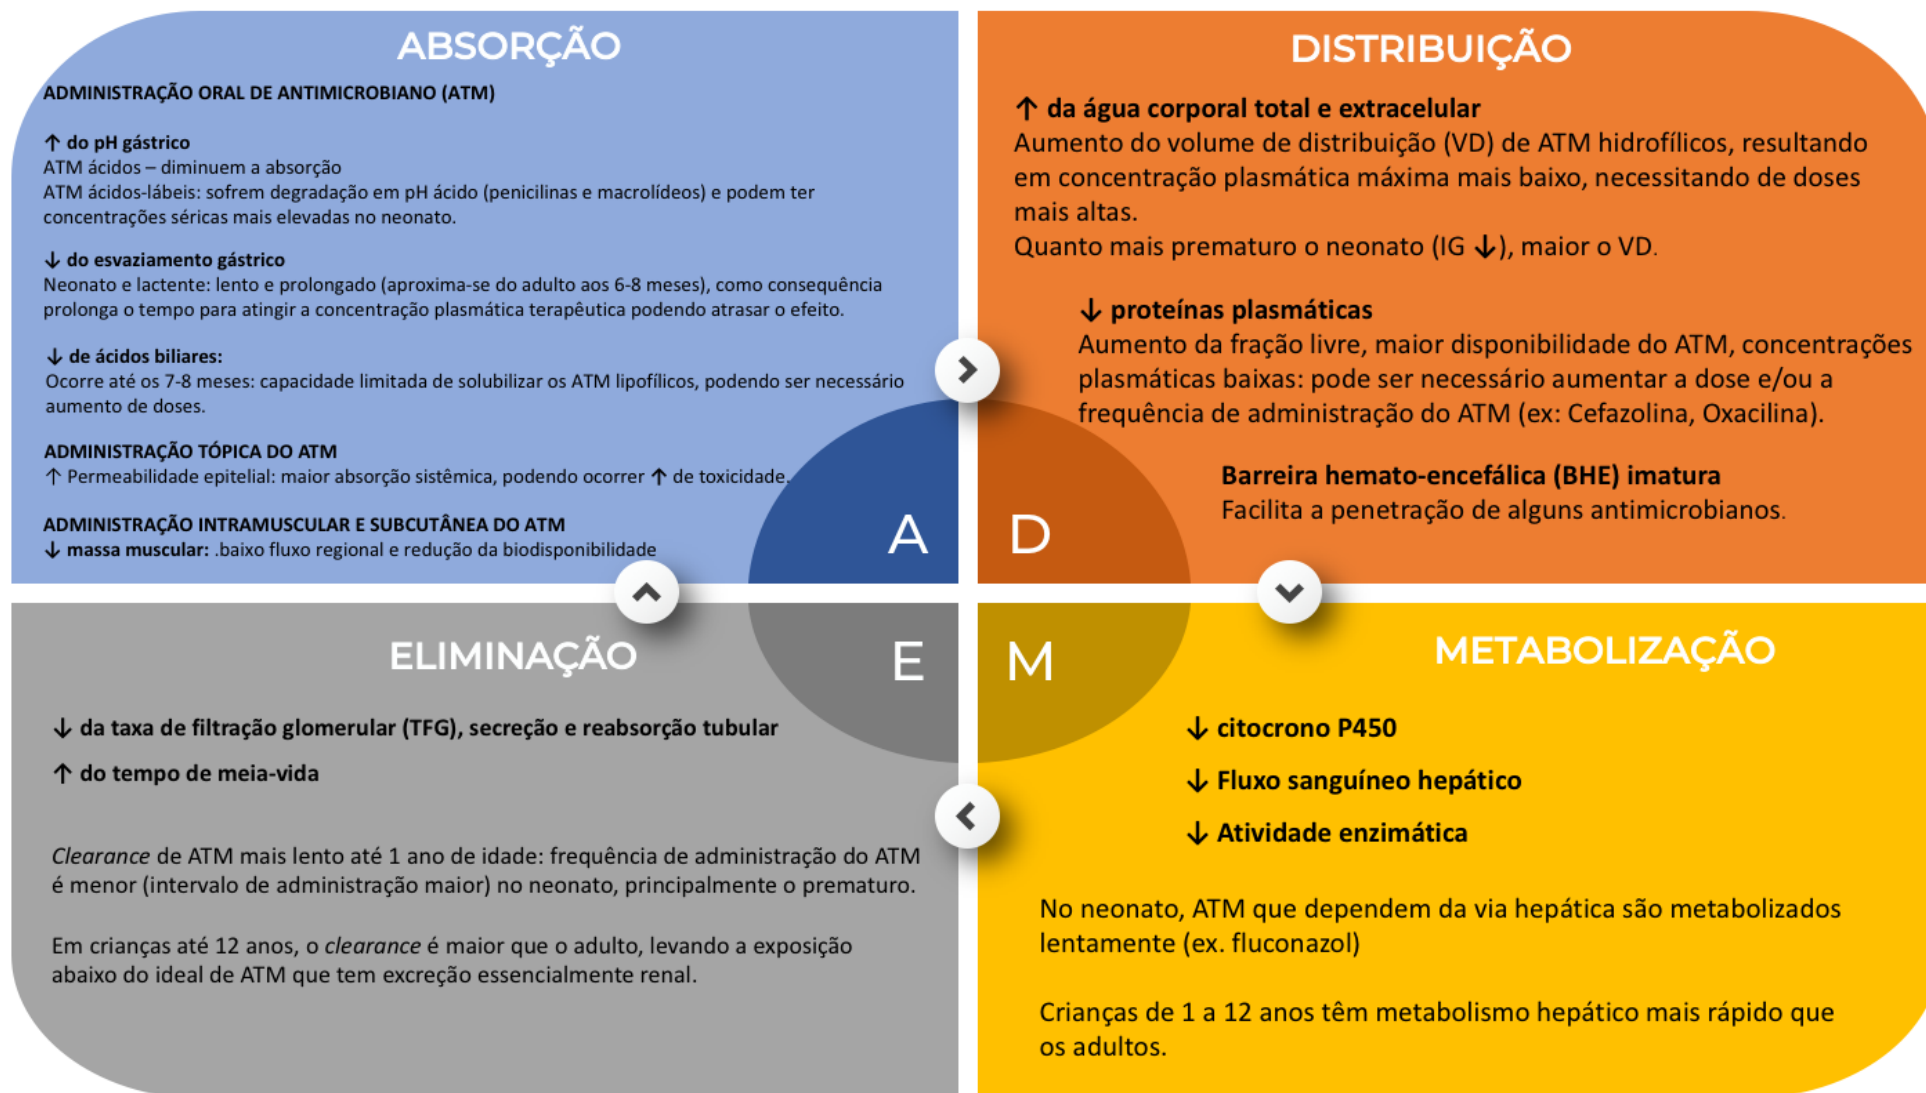 ABSORÇÃO
ADMINISTRAÇÃO ORAL DE ANTIMICROBIANO (ATM)
↑ do pH gástrico
ATM ácidos – diminuem a absorção
ATM ácidos-lábeis: sofrem degradação em pH ácido (penicilinas e macrolídeos) e podem ter
concentrações séricas mais elevadas no neonato.
↓ do esvaziamento gástrico
Neonato e lactente: lento e prolongado (aproxima-se do adulto aos 6-8 meses), como consequência
prolonga o tempo para atingir a concentração plasmática terapêutica podendo atrasar o efeito.
↓ de ácidos biliares:
Ocorre até os 7-8 meses: capacidade limitada de solubilizar os ATM lipofílicos, podendo ser necessário
aumento de doses.
ADMINISTRAÇÃO TÓPICA DO ATM
↑ Permeabilidade epitelial: maior absorção sistêmica, podendo ocorrer ↑ de toxicidade.
ADMINISTRAÇÃO INTRAMUSCULAR E SUBCUTÂNEA DO ATM
↓ massa muscular: .baixo fluxo regional e redução da biodisponibilidade
A
DISTRIBUIÇÃO
↑ da água corporal total e extracelular
Aumento do volume de distribuição (VD) de ATM hidrofílicos, resultando
em concentração plasmática máxima mais baixo, necessitando de doses
mais altas.
Quanto mais prematuro o neonato (IG ↓), maior o VD.
↓ proteínas plasmáticas
Aumento da fração livre, maior disponibilidade do ATM, concentrações
plasmáticas baixas: pode ser necessário aumentar a dose e/ou a
frequência de administração do ATM (ex: Cefazolina, Oxacilina).
Barreira hemato-encefálica (BHE) imatura
Facilita a penetração de alguns antimicrobianos.
D
ELIMINAÇÃO
E
↓ da taxa de filtração glomerular (TFG), secreção e reabsorção tubular
↑ do tempo de meia-vida
Clearance de ATM mais lento até 1 ano de idade: frequência de administração do ATM
é menor (intervalo de administração maior) no neonato, principalmente o prematuro.
Em crianças até 12 anos, o clearance é maior que o adulto, levando a exposição
abaixo do ideal de ATM que tem excreção essencialmente renal.
METABOLIZAÇÃO
M
↓ citocrono P450
↓ Fluxo sanguíneo hepático
↓ Atividade enzimática
No neonato, ATM que dependem da via hepática são metabolizados
lentamente (ex. fluconazol)
Crianças de 1 a 12 anos têm metabolismo hepático mais rápido que
os adultos.